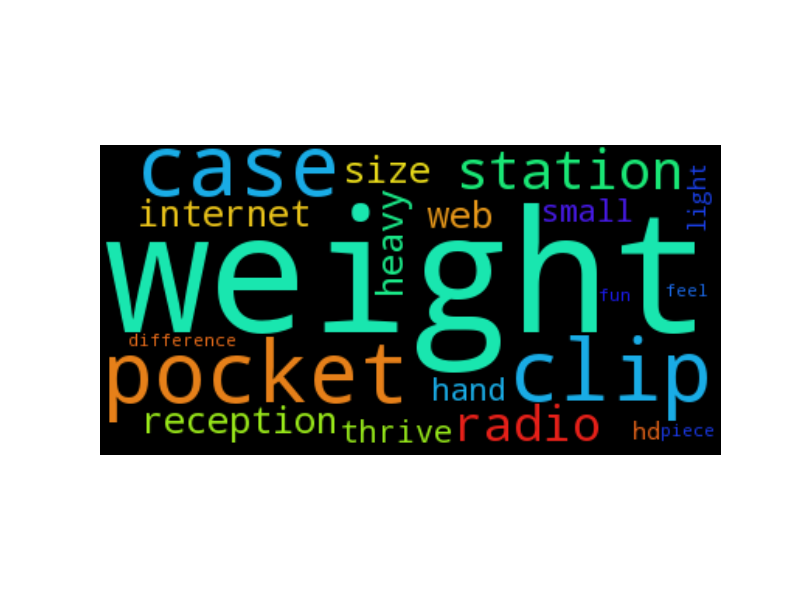 case
size
station
light
internet
heavy
web
small
weight
fun
feel
difference
pocket
hand
clip
reception
thrive
radio
hd
piece